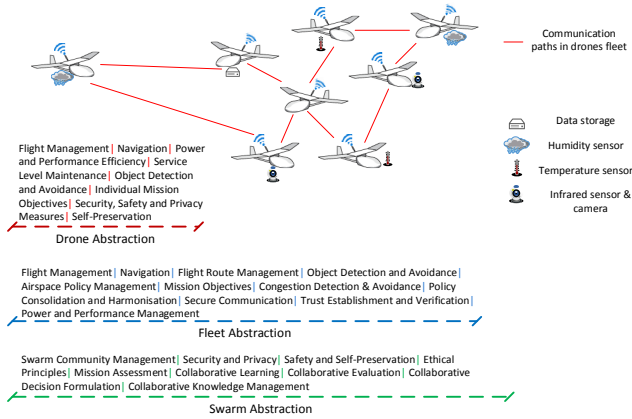 Communication
paths in drones fleet
Data storage
Humidity sensor
Temperature sensor
Infrared sensor &
camera
Flight Management| Navigation| Power
and Performance Efficiency| Service
Level Maintenance| Object Detection
and Avoidance| Individual Mission
Objectives| Security, Safety and Privacy
Measures| Self-Preservation
Drone Abstraction
Flight Management| Navigation| Flight Route Management| Object Detection and Avoidance|
Airspace Policy Management| Mission Objectives| Congestion Detection & Avoidance| Policy
Consolidation and Harmonisation| Secure Communication| Trust Establishment and Verification|
Power and Performance Management
Fleet Abstraction
Swarm Community Management| Security and Privacy| Safety and Self-Preservation| Ethical
Principles| Mission Assessment| Collaborative Learning| Collaborative Evaluation| Collaborative
Decision Formulation| Collaborative Knowledge Management
Swarm Abstraction